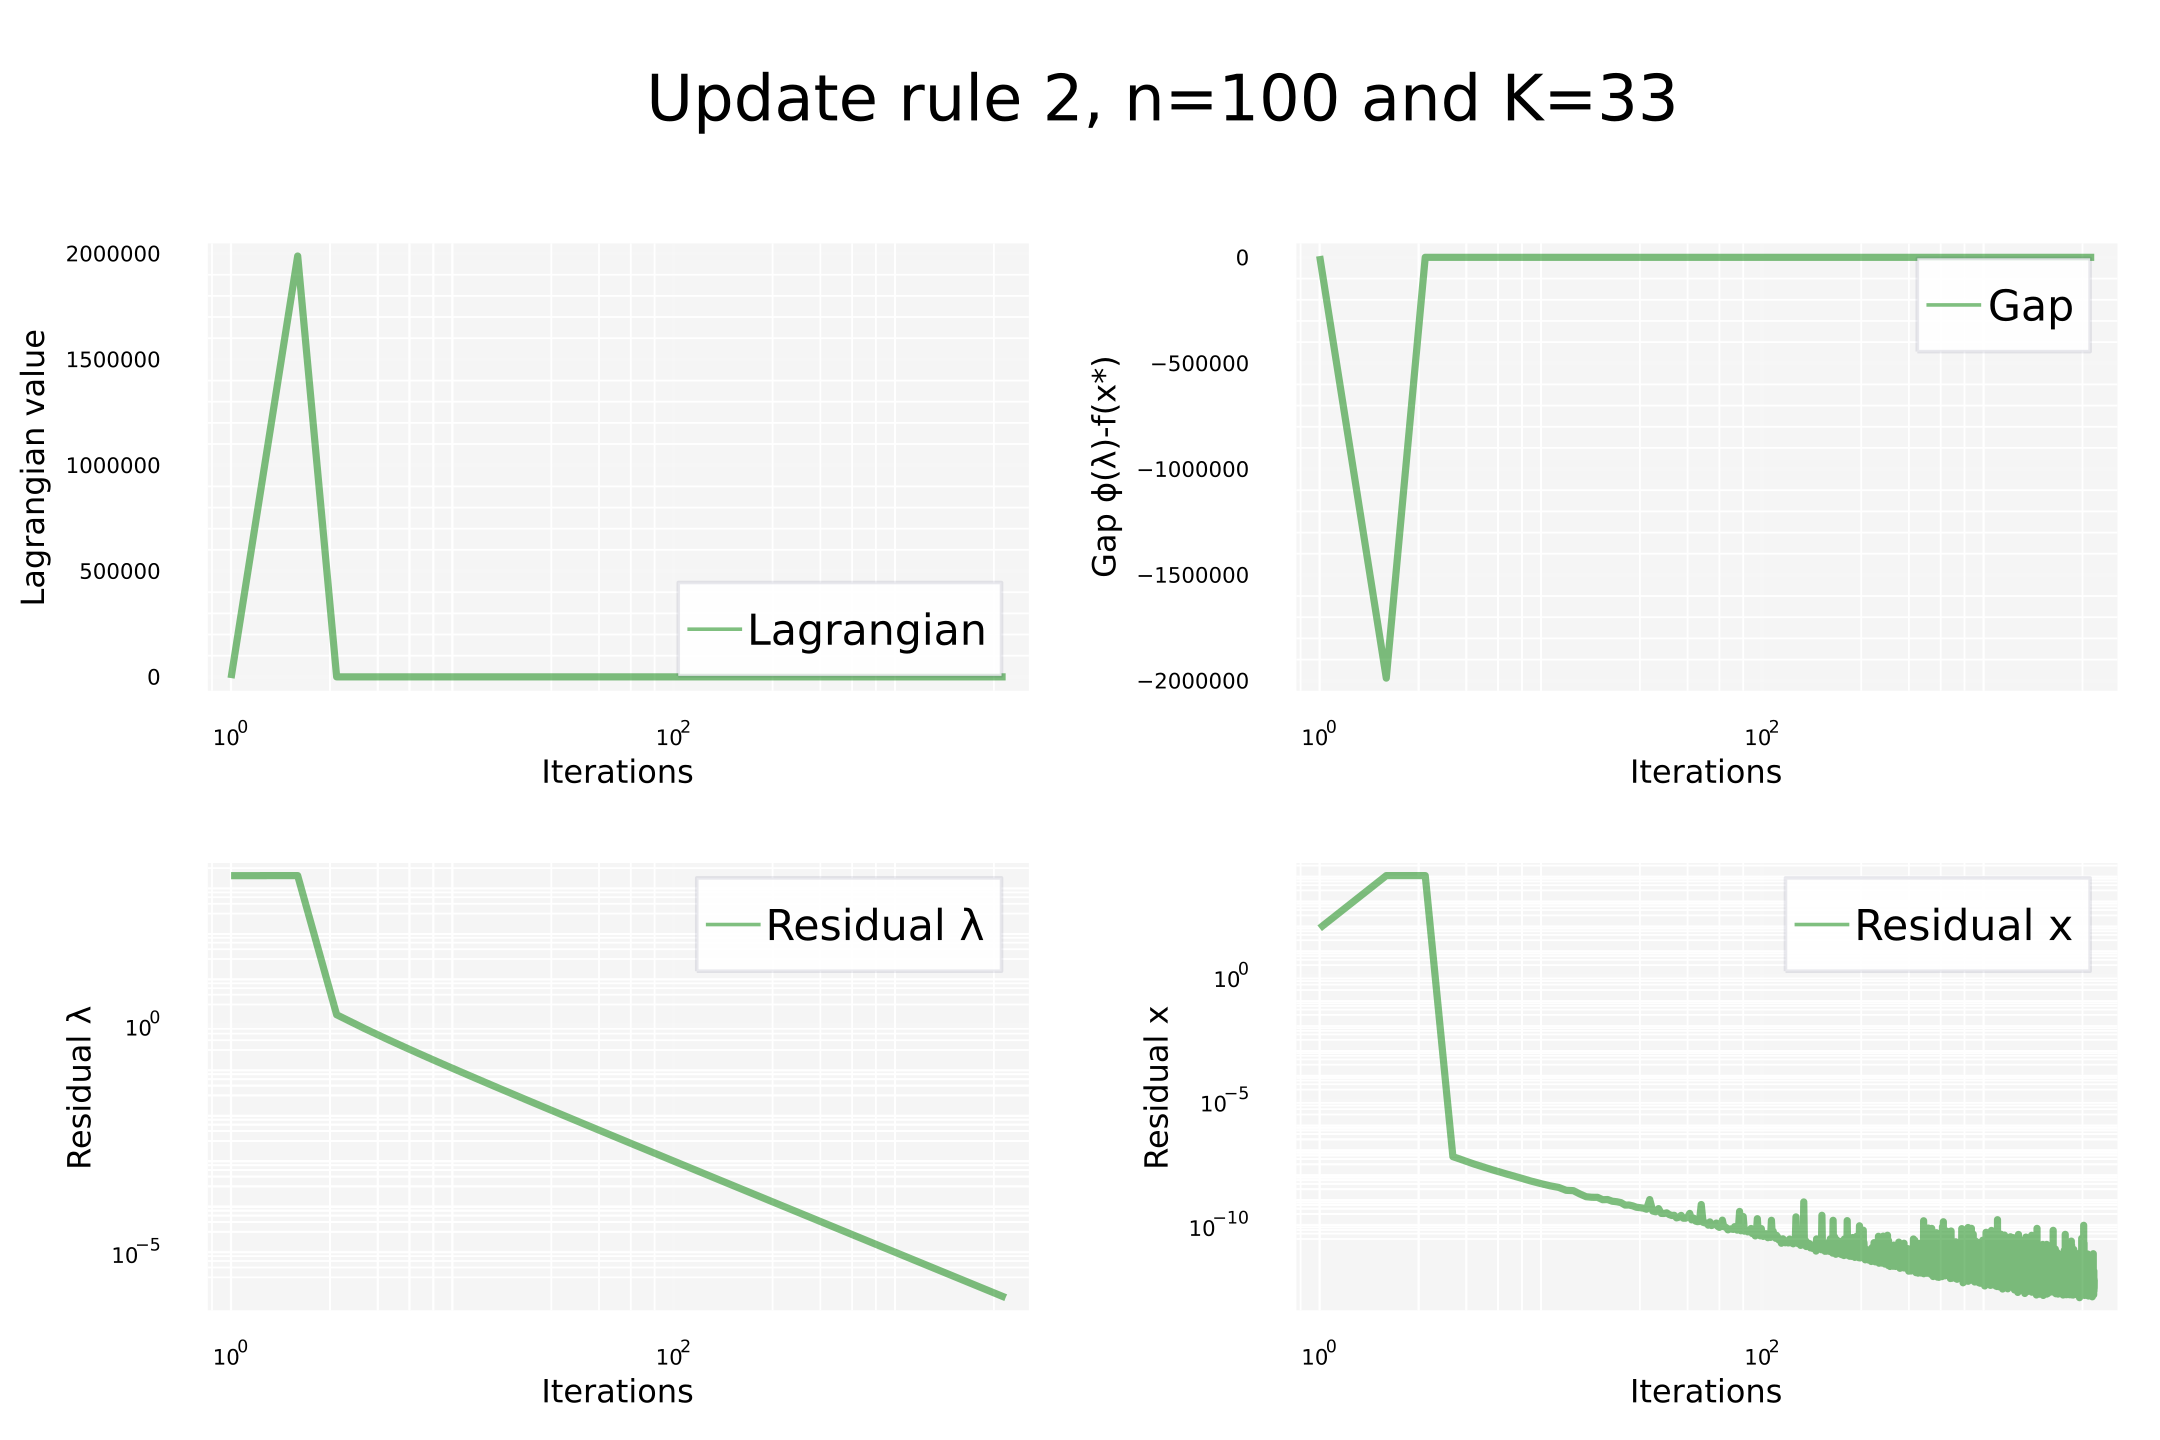 Update rule 2, n=100 and K=33
Lagrangian value
2000000
1500000
1000000
500000
0
Lagrangian
10^0
10^2
Iterations
Gap ϕ(λ)-f(x*)
0
−500000
−1000000
−1500000
−2000000
Gap
10^0
10^2
Iterations
Residual λ
10^0
10^−5
Residual λ
10^0
10^2
Iterations
Residual x
10^0
10^−5
10^−10
Residual x
10^0
10^2
Iterations